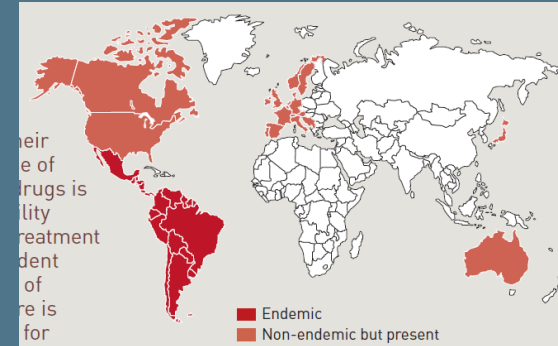 heir
e of
drugs is
ility
reatment
dent
of
re is
for
Endemic
Non-endemic but present